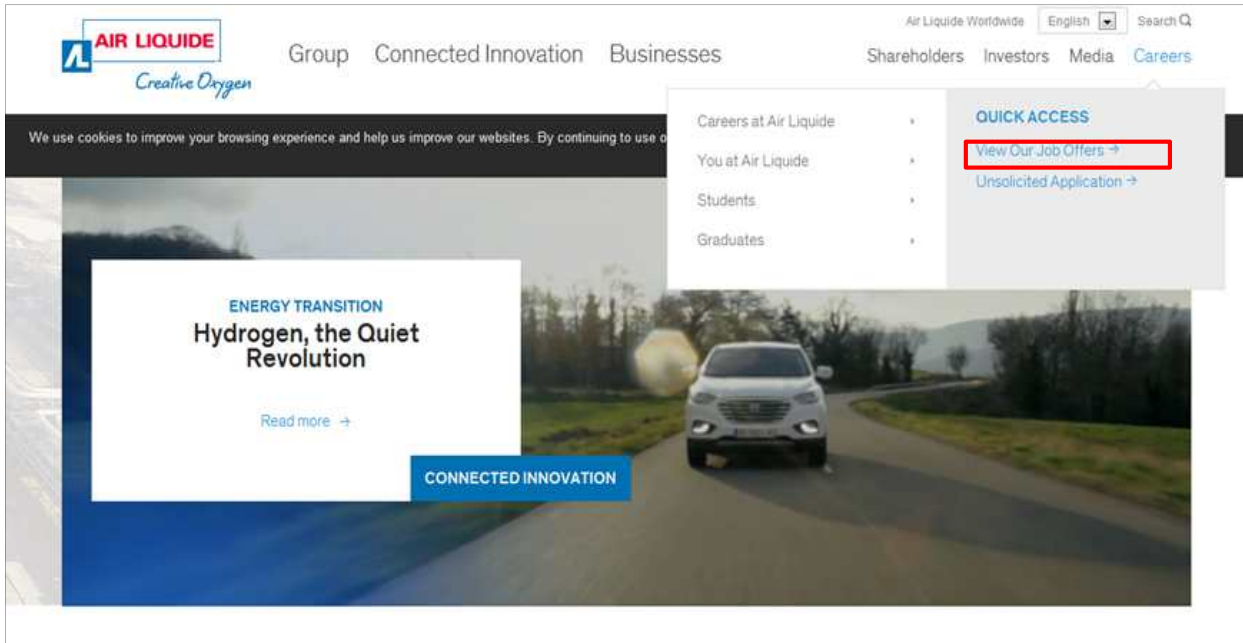 Air Liquide Worldwide English Search
AIR LIQUIDE
Creative Oxygen
Group Connected Innovation Businesses
Shareholders Investors Media Careers
We use cookies to improve your browsing experience and help us improve our websites. By continuing to use o
Careers at Air Liquide
You at Air Liquide
Students
Graduates
QUICK ACCESS
View Our Job Offers →
Unsolicited Application →
ENERGY TRANSITION
Hydrogen, the Quiet
Revolution
Read more →
CONNECTED INNOVATION